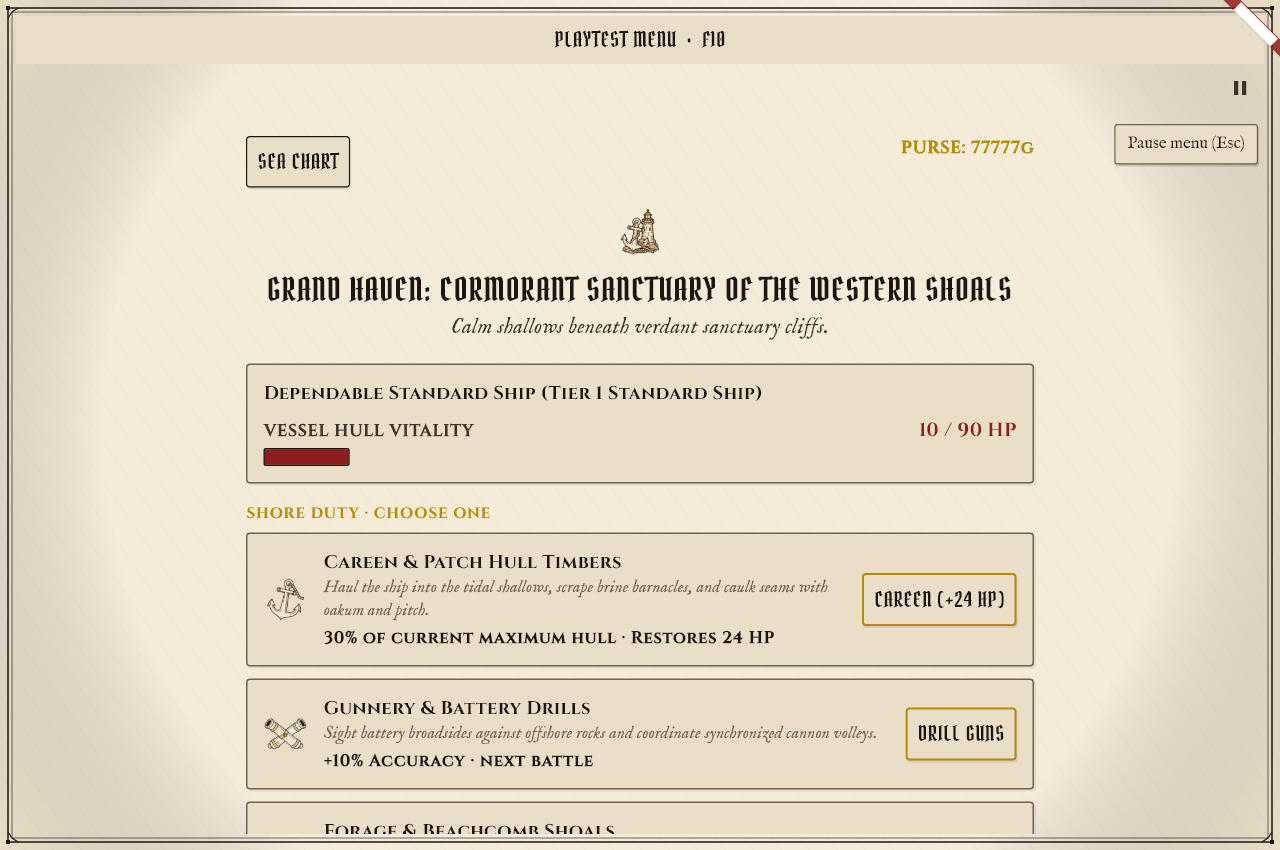 PLAYTEST MENU · F10
SEA CHART
PURSE: 77777G
Pause menu (Esc)
GRAND HAVEN: CORMORANT SANCTUARY OF THE WESTERN SHOALS
Calm shallows beneath verdant sanctuary cliffs.
Dependable Standard Ship (Tier 1 Standard Ship)
VESSEL HULL VITALITY
10 / 90 HP
SHORE DUTY · CHOOSE ONE
Careen & Patch Hull Timbers
Haul the ship into the tidal shallows, scrape brine barnacles, and caulk seams with
oakum and pitch.
30% of current maximum hull · Restores 24 HP
CAREEN (+24 HP)
Gunnery & Battery Drills
Sight battery broadsides against offshore rocks and coordinate synchronized cannon volleys.
+10% Accuracy · next battle
DRILL GUNS
Forage & Beachcomb Shoals